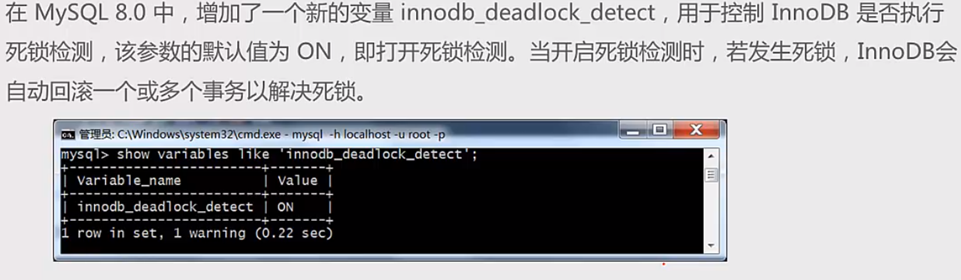 在 MySQL 8.0 中，增加了一个新的变量 innodb_deadlock_detect，用于控制 InnoDB 是否执行
死锁检测，该参数的默认值为 ON，即打开死锁检测。当开启死锁检测时，若发生死锁，InnoDB会
自动回滚一个或多个事务以解决死锁。
管理员: C:\Windows\system32\cmd.exe - mysql  -h localhost -u root -p
mysql> show variables like 'innodb_deadlock_detect';
+------------------------+-------+
| Variable_name          | Value |
+------------------------+-------+
| innodb_deadlock_detect | ON    |
+------------------------+-------+
1 row in set, 1 warning (0.22 sec)